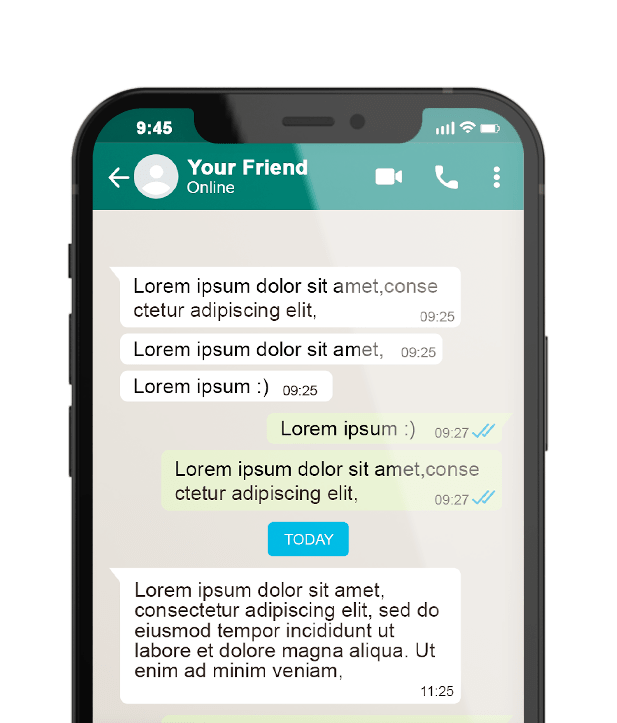 9:45
Your Friend
Online
Lorem ipsum dolor sit amet,conse
ctetur adipiscing elit,
09:25
Lorem ipsum dolor sit amet, 09:25
Lorem ipsum :) 09:25
Lorem ipsum :) 09:27
Lorem ipsum dolor sit amet,conse
ctetur adipiscing elit,
09:27
TODAY
Lorem ipsum dolor sit amet,
consectetur adipiscing elit, sed do
eiusmod tempor incididunt ut
labore et dolore magna aliqua. Ut
enim ad minim veniam,
11:25